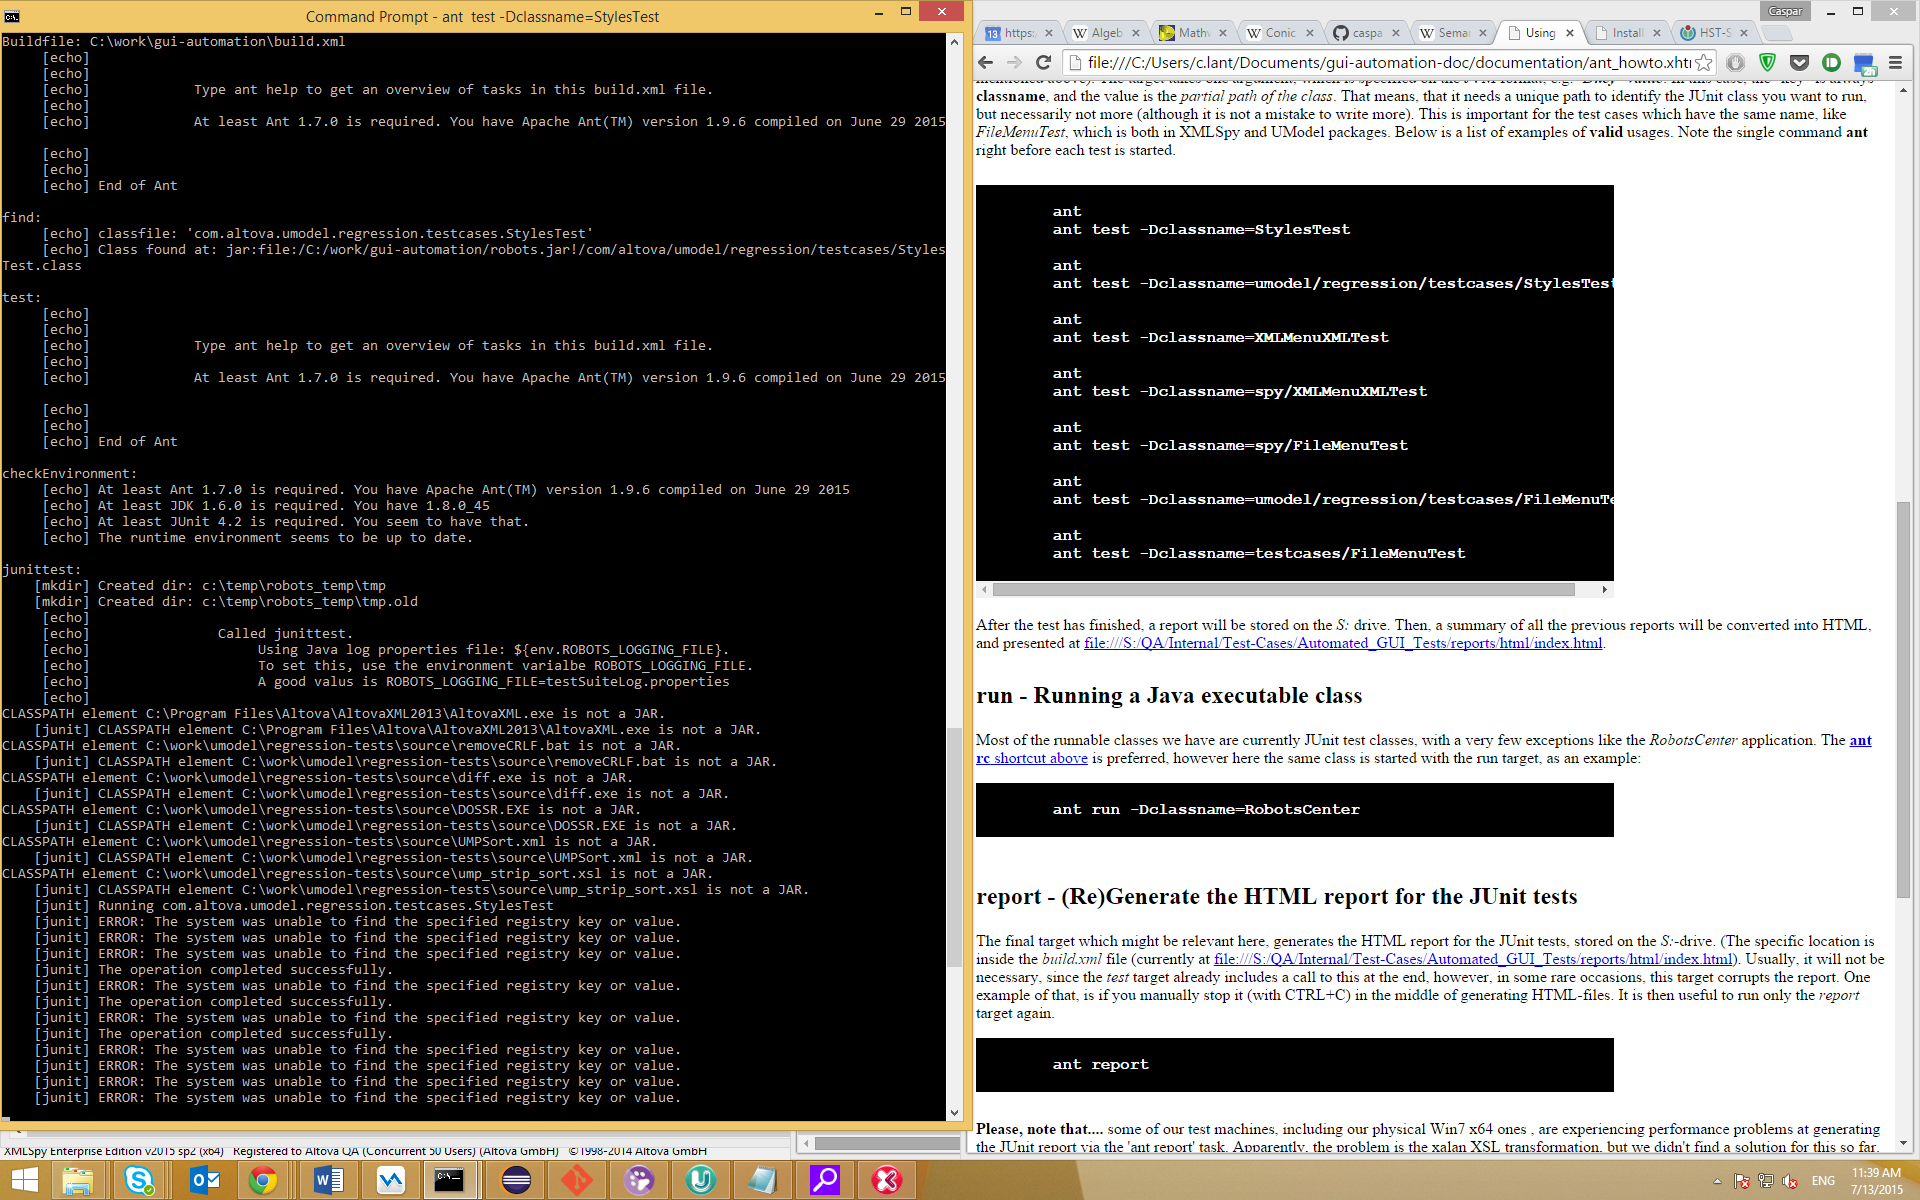 Command Prompt - ant  test -Dclassname=StylesTest
Buildfile: C:\work\gui-automation\build.xml
[echo]
[echo]
[echo]             Type ant help to get an overview of tasks in this build.xml file.
[echo]
[echo]             At least Ant 1.7.0 is required. You have Apache Ant(TM) version 1.9.6 compiled on June 29 2015
[echo]
[echo]
[echo] End of Ant
find:
[echo] classfile: 'com.altova.umodel.regression.testcases.StylesTest'
[echo] Class found at: jar:file:/C:/work/gui-automation/robots.jar!/com/altova/umodel/regression/testcases/Styles
Test.class
test:
[echo]
[echo]
[echo]             Type ant help to get an overview of tasks in this build.xml file.
[echo]
[echo]             At least Ant 1.7.0 is required. You have Apache Ant(TM) version 1.9.6 compiled on June 29 2015
[echo]
[echo]
[echo] End of Ant
checkEnvironment:
[echo] At least Ant 1.7.0 is required. You have Apache Ant(TM) version 1.9.6 compiled on June 29 2015
[echo] At least JDK 1.6.0 is required. You have 1.8.0_45
[echo] At least JUnit 4.2 is required. You seem to have that.
[echo] The runtime environment seems to be up to date.
junittest:
[mkdir] Created dir: c:\temp\robots_temp\tmp
[mkdir] Created dir: c:\temp\robots_temp\tmp.old
[echo]
[echo]                Called junittest.
[echo]                     Using Java log properties file: ${env.ROBOTS_LOGGING_FILE}.
[echo]                     To set this, use the environment varialbe ROBOTS_LOGGING_FILE.
[echo]                     A good valus is ROBOTS_LOGGING_FILE=testSuiteLog.properties
[echo]
CLASSPATH element C:\Program Files\Altova\AltovaXML2013\AltovaXML.exe is not a JAR.
[junit] CLASSPATH element C:\Program Files\Altova\AltovaXML2013\AltovaXML.exe is not a JAR.
CLASSPATH element C:\work\umodel\regression-tests\source\removeCRLF.bat is not a JAR.
[junit] CLASSPATH element C:\work\umodel\regression-tests\source\removeCRLF.bat is not a JAR.
CLASSPATH element C:\work\umodel\regression-tests\source\diff.exe is not a JAR.
[junit] CLASSPATH element C:\work\umodel\regression-tests\source\diff.exe is not a JAR.
CLASSPATH element C:\work\umodel\regression-tests\source\DOSSR.EXE is not a JAR.
[junit] CLASSPATH element C:\work\umodel\regression-tests\source\DOSSR.EXE is not a JAR.
CLASSPATH element C:\work\umodel\regression-tests\source\UMPSort.xml is not a JAR.
[junit] CLASSPATH element C:\work\umodel\regression-tests\source\UMPSort.xml is not a JAR.
CLASSPATH element C:\work\umodel\regression-tests\source\ump_strip_sort.xsl is not a JAR.
[junit] CLASSPATH element C:\work\umodel\regression-tests\source\ump_strip_sort.xsl is not a JAR.
[junit] Running com.altova.umodel.regression.testcases.StylesTest
[junit] ERROR: The system was unable to find the specified registry key or value.
[junit] ERROR: The system was unable to find the specified registry key or value.
[junit] ERROR: The system was unable to find the specified registry key or value.
[junit] The operation completed successfully.
[junit] ERROR: The system was unable to find the specified registry key or value.
[junit] The operation completed successfully.
[junit] ERROR: The system was unable to find the specified registry key or value.
[junit] The operation completed successfully.
[junit] ERROR: The system was unable to find the specified registry key or value.
[junit] ERROR: The system was unable to find the specified registry key or value.
[junit] ERROR: The system was unable to find the specified registry key or value.
[junit] ERROR: The system was unable to find the specified registry key or value.
XMLSpy Enterprise Edition v2015 sp2 (x64)   Registered to Altova QA (Concurrent 50 Users) (Altova GmbH)   ©1998-2014 Altova GmbH
Caspar
13 https: Algeb Math Conic caspa Seman Using Install HST-S
file:///C:/Users/c.lant/Documents/gui-automation-doc/documentation/ant_howto.xhtml
2h
classname, and the value is the partial path of the class. That means, that it needs a unique path to identify the JUnit class you want to run,
but necessarily not more (although it is not a mistake to write more). This is important for the test cases which have the same name, like
FileMenuTest, which is both in XMLSpy and UModel packages. Below is a list of examples of valid usages. Note the single command ant
right before each test is started.
ant
ant test -Dclassname=StylesTest
ant
ant test -Dclassname=umodel/regression/testcases/StylesTest
ant
ant test -Dclassname=XMLMenuXMLTest
ant
ant test -Dclassname=spy/XMLMenuXMLTest
ant
ant test -Dclassname=spy/FileMenuTest
ant
ant test -Dclassname=umodel/regression/testcases/FileMenuTe
ant
ant test -Dclassname=testcases/FileMenuTest
After the test has finished, a report will be stored on the S: drive. Then, a summary of all the previous reports will be converted into HTML,
and presented at file:///S:/QA/Internal/Test-Cases/Automated_GUI_Tests/reports/html/index.html.
run - Running a Java executable class
Most of the runnable classes we have are currently JUnit test classes, with a very few exceptions like the RobotsCenter application. The ant
rc shortcut above is preferred, however here the same class is started with the run target, as an example:
ant run -Dclassname=RobotsCenter
report - (Re)Generate the HTML report for the JUnit tests
The final target which might be relevant here, generates the HTML report for the JUnit tests, stored on the S:-drive. (The specific location is
inside the build.xml file (currently at file:///S:/QA/Internal/Test-Cases/Automated_GUI_Tests/reports/html/index.html). Usually, it will not be
necessary, since the test target already includes a call to this at the end, however, in some rare occasions, this target corrupts the report. One
example of that, is if you manually stop it (with CTRL+C) in the middle of generating HTML-files. It is then useful to run only the report
target again.
ant report
Please, note that.... some of our test machines, including our physical Win7 x64 ones , are experiencing performance problems at generating
the JUnit report via the 'ant report' task. Apparently, the problem is the xalan XSL transformation, but we didn't find a solution for this so far.
ENG
11:39 AM
7/13/2015